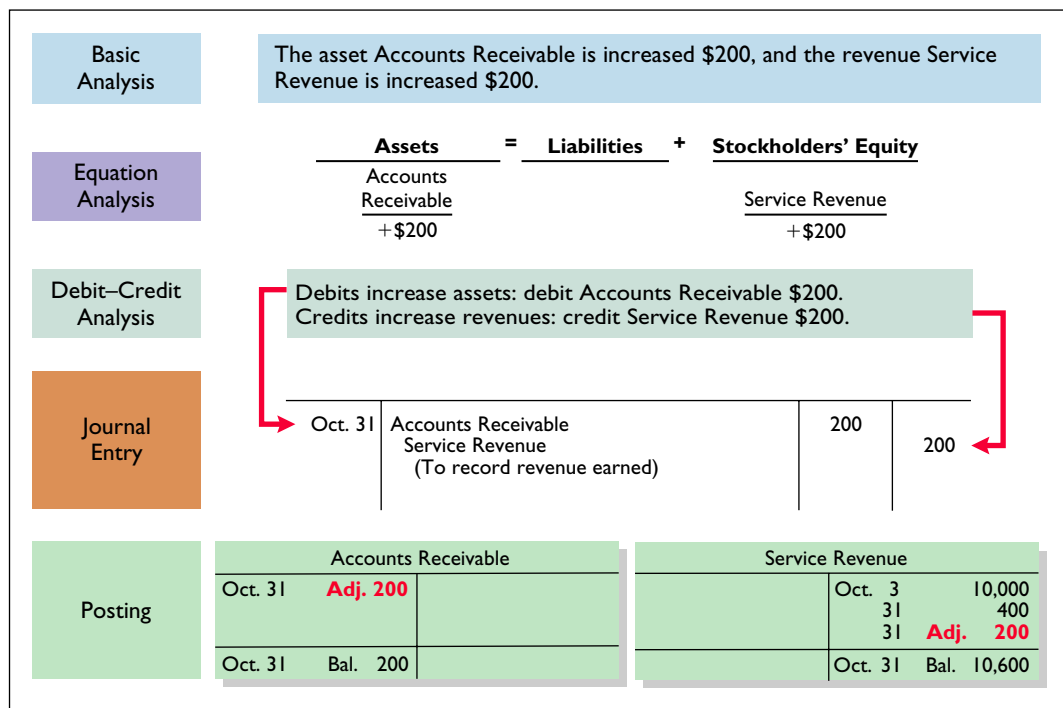 Basic
Analysis
The asset Accounts Receivable is increased $200, and the revenue Service
Revenue is increased $200.
Equation
Analysis
Assets = Liabilities + Stockholders' Equity
Accounts
Receivable Service Revenue
+$200 +$200
Debit–Credit
Analysis
Debits increase assets: debit Accounts Receivable $200.
Credits increase revenues: credit Service Revenue $200.
Journal
Entry
Oct. 31 Accounts Receivable 200
Service Revenue 200
(To record revenue earned)
Posting
Accounts Receivable
Oct. 31 Adj. 200
Oct. 31 Bal. 200
Service Revenue
Oct. 3 10,000
31 400
31 Adj. 200
Oct. 31 Bal. 10,600